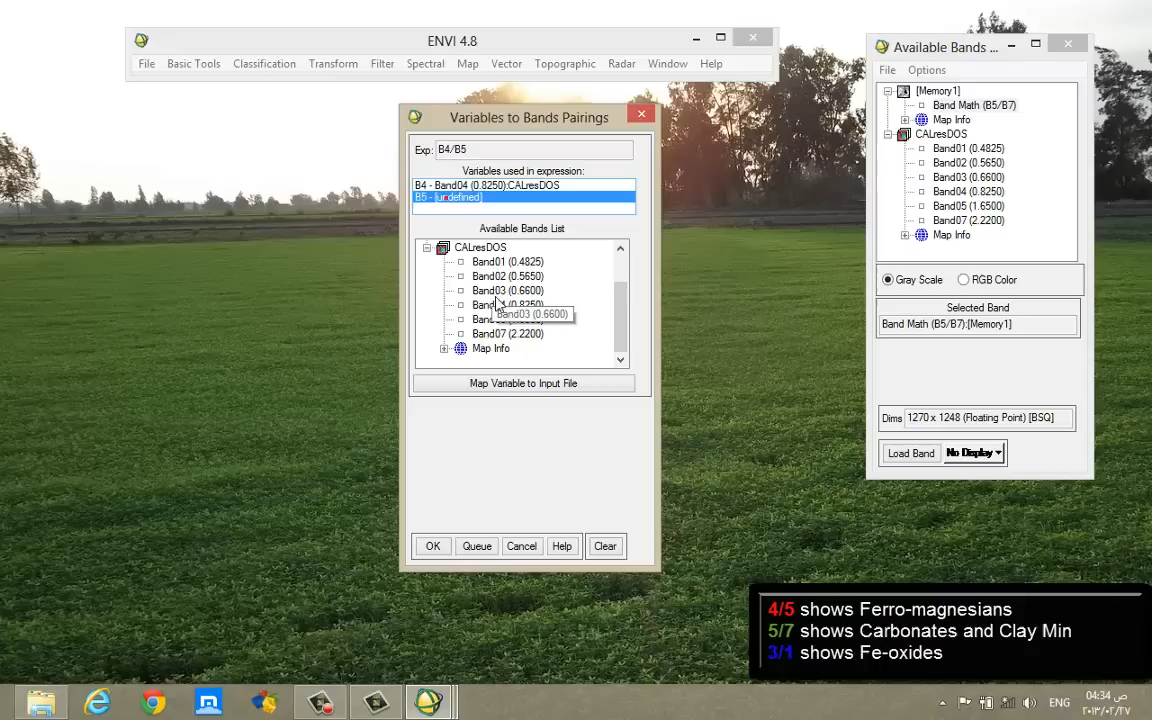 ENVI 4.8
File Basic Tools Classification Transform Filter Spectral Map Vector Topographic Radar Window Help
Variables to Bands Pairings
Exp: B4/B5
Variables used in expression:
B4 - Band04 (0.8250):CALresDOS
B5 - [undefined]
Available Bands List
CALresDOS
Band01 (0.4825)
Band02 (0.5650)
Band03 (0.6600)
(0.8250)
Band03 (0.6600)
Band07 (2.2200)
Map Info
Map Variable to Input File
OK Queue Cancel Help Clear
Available Bands ...
File Options
[Memory1]
Band Math (B5/B7)
Map Info
CALresDOS
Band01 (0.4825)
Band02 (0.5650)
Band03 (0.6600)
Band04 (0.8250)
Band05 (1.6500)
Band07 (2.2200)
Map Info
Gray Scale RGB Color
Selected Band
Band Math (B5/B7):[Memory1]
Dims 1270 x 1248 (Floating Point) [BSQ]
Load Band No Display
4/5 shows Ferro-magnesians
5/7 shows Carbonates and Clay Min
3/1 shows Fe-oxides
ENG
04:34 ص
٢٠١٣/٠٢/٢٧